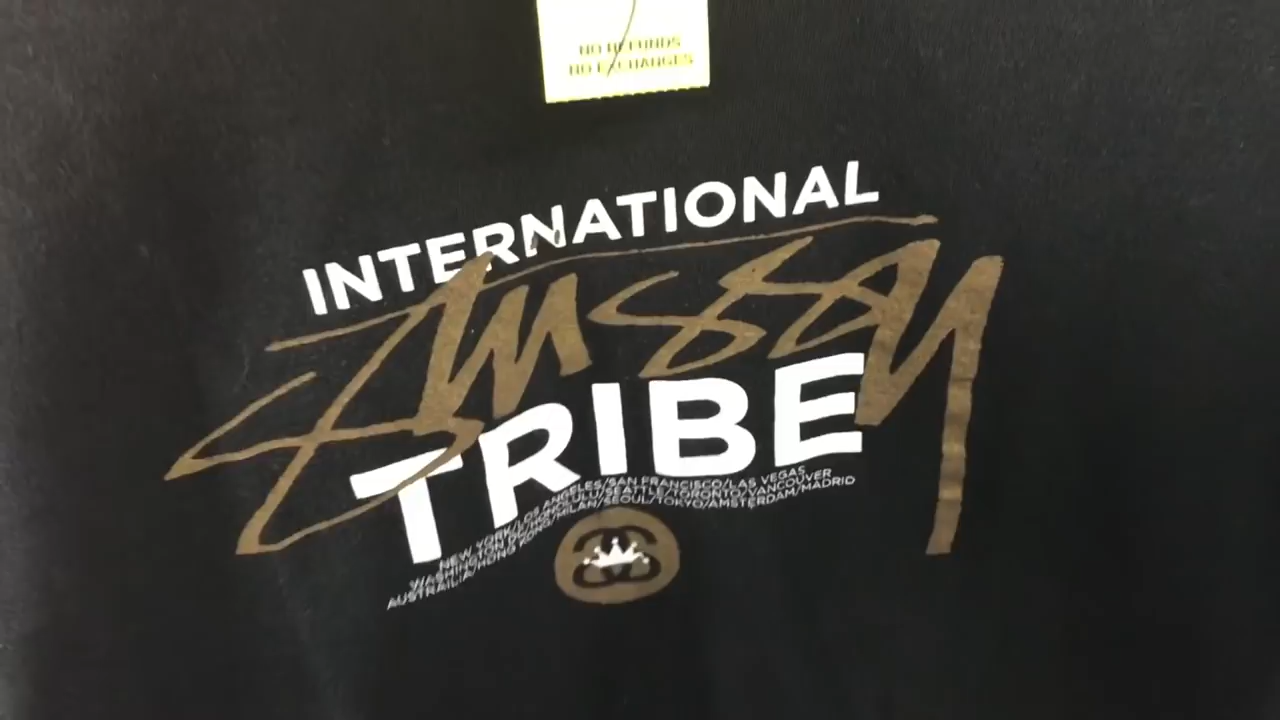 NO REFUNDS
NO EXCHANGES
INTERNATIONAL
Stussy
TRIBE
NEW YORK/LOS ANGELES/SAN FRANCISCO/LAS VEGAS
WASHINGTON DC/HONOLULU/SEATTLE/TORONTO/VANCOUVER
AUSTRAILIA/HONG KONG/MILAN/SEOUL/TOKYO/AMSTERDAM/MADRID